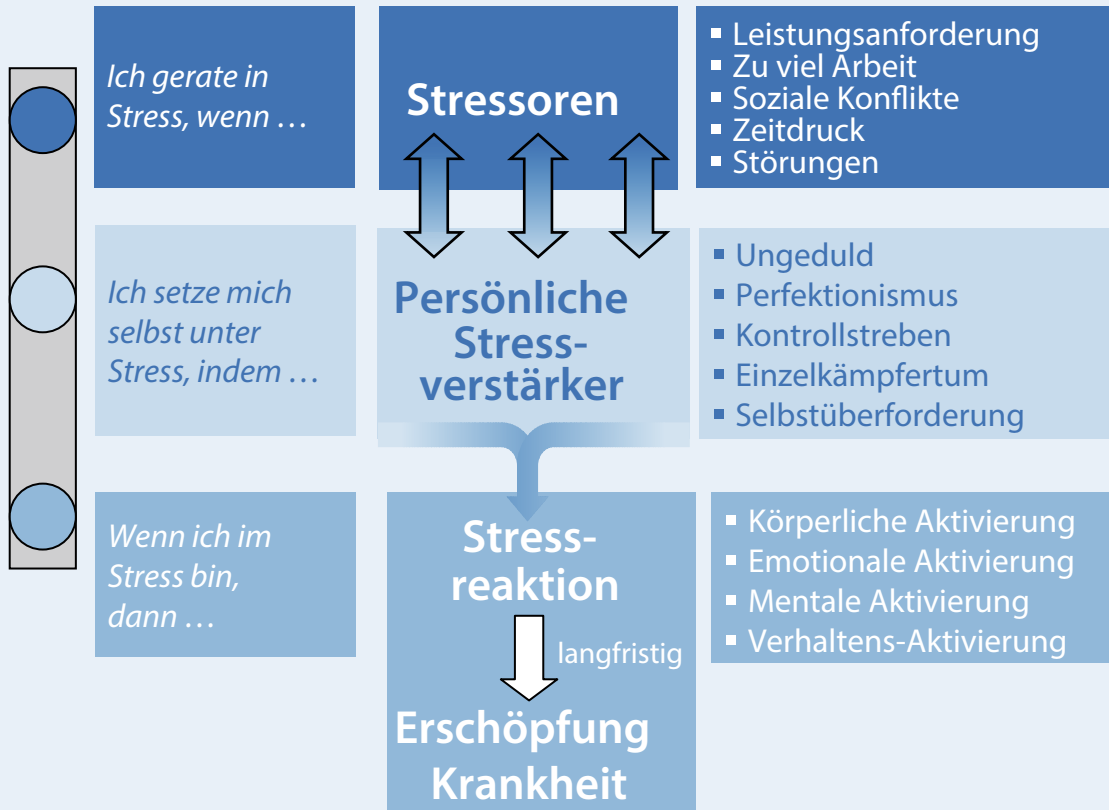 Ich gerate in
Stress, wenn …
Stressoren
▪ Leistungsanforderung
▪ Zu viel Arbeit
▪ Soziale Konflikte
▪ Zeitdruck
▪ Störungen
Ich setze mich
selbst unter
Stress, indem …
Persönliche
Stress-
verstärker
▪ Ungeduld
▪ Perfektionismus
▪ Kontrollstreben
▪ Einzelkämpfertum
▪ Selbstüberforderung
Wenn ich im
Stress bin,
dann …
Stress-
reaktion
langfristig
Erschöpfung
Krankheit
▪ Körperliche Aktivierung
▪ Emotionale Aktivierung
▪ Mentale Aktivierung
▪ Verhaltens-Aktivierung